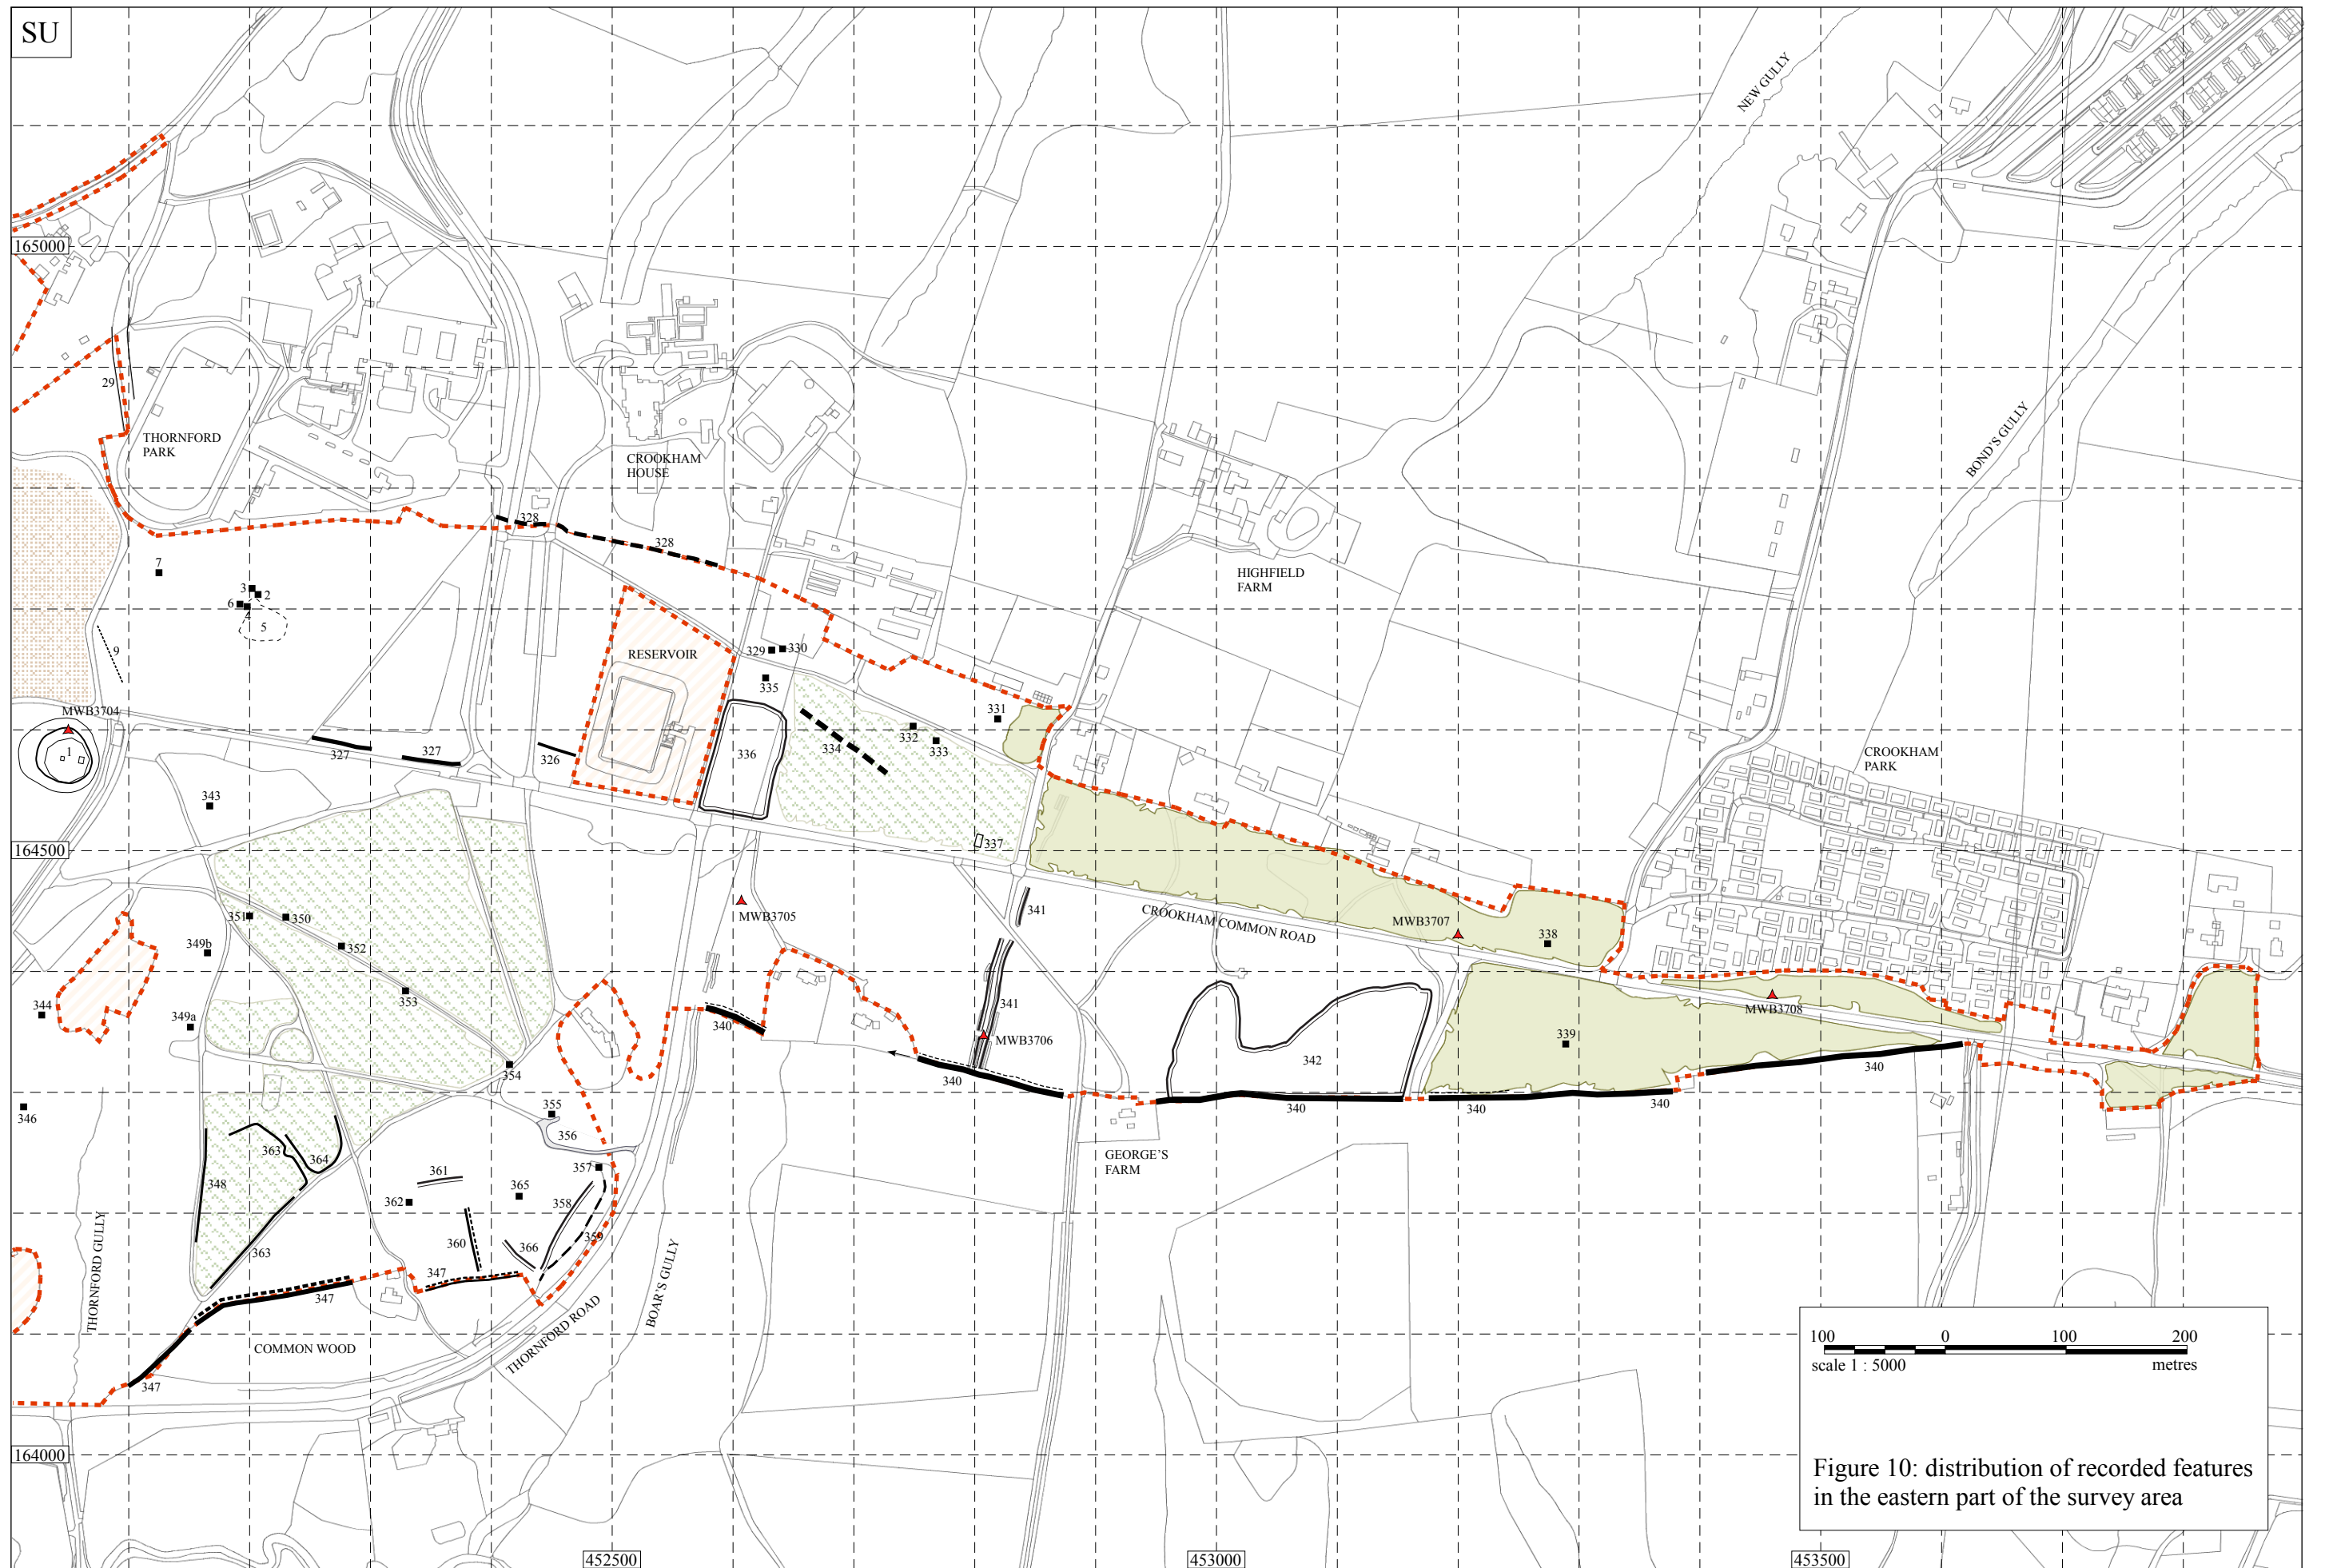 SU
NEW GULLY
165000
29
BOND'S GULLY
THORNFORD
PARK
CROOKHAM
HOUSE
328
328
HIGHFIELD
FARM
7
3
2
6
4
5
9
329
330
RESERVOIR
335
MWB3704
331
332
333
334
1
327
327
326
336
CROOKHAM
PARK
343
337
164500
351
350
341
MWB3705
CROOKHAM COMMON ROAD
MWB3707
338
349b
352
353
344
349a
340
341
MWB3706
MWB3708
339
342
354
340
340
346
355
340
340
340
356
363
364
GEORGE'S
FARM
348
361
357
362
365
358
THORNFORD GULLY
360
366
359
363
BOAR'S GULLY
347
347
THORNFORD ROAD
COMMON WOOD
347
100
0
100
200
scale 1 : 5000
metres
164000
Figure 10: distribution of recorded features
in the eastern part of the survey area
452500
453000
453500